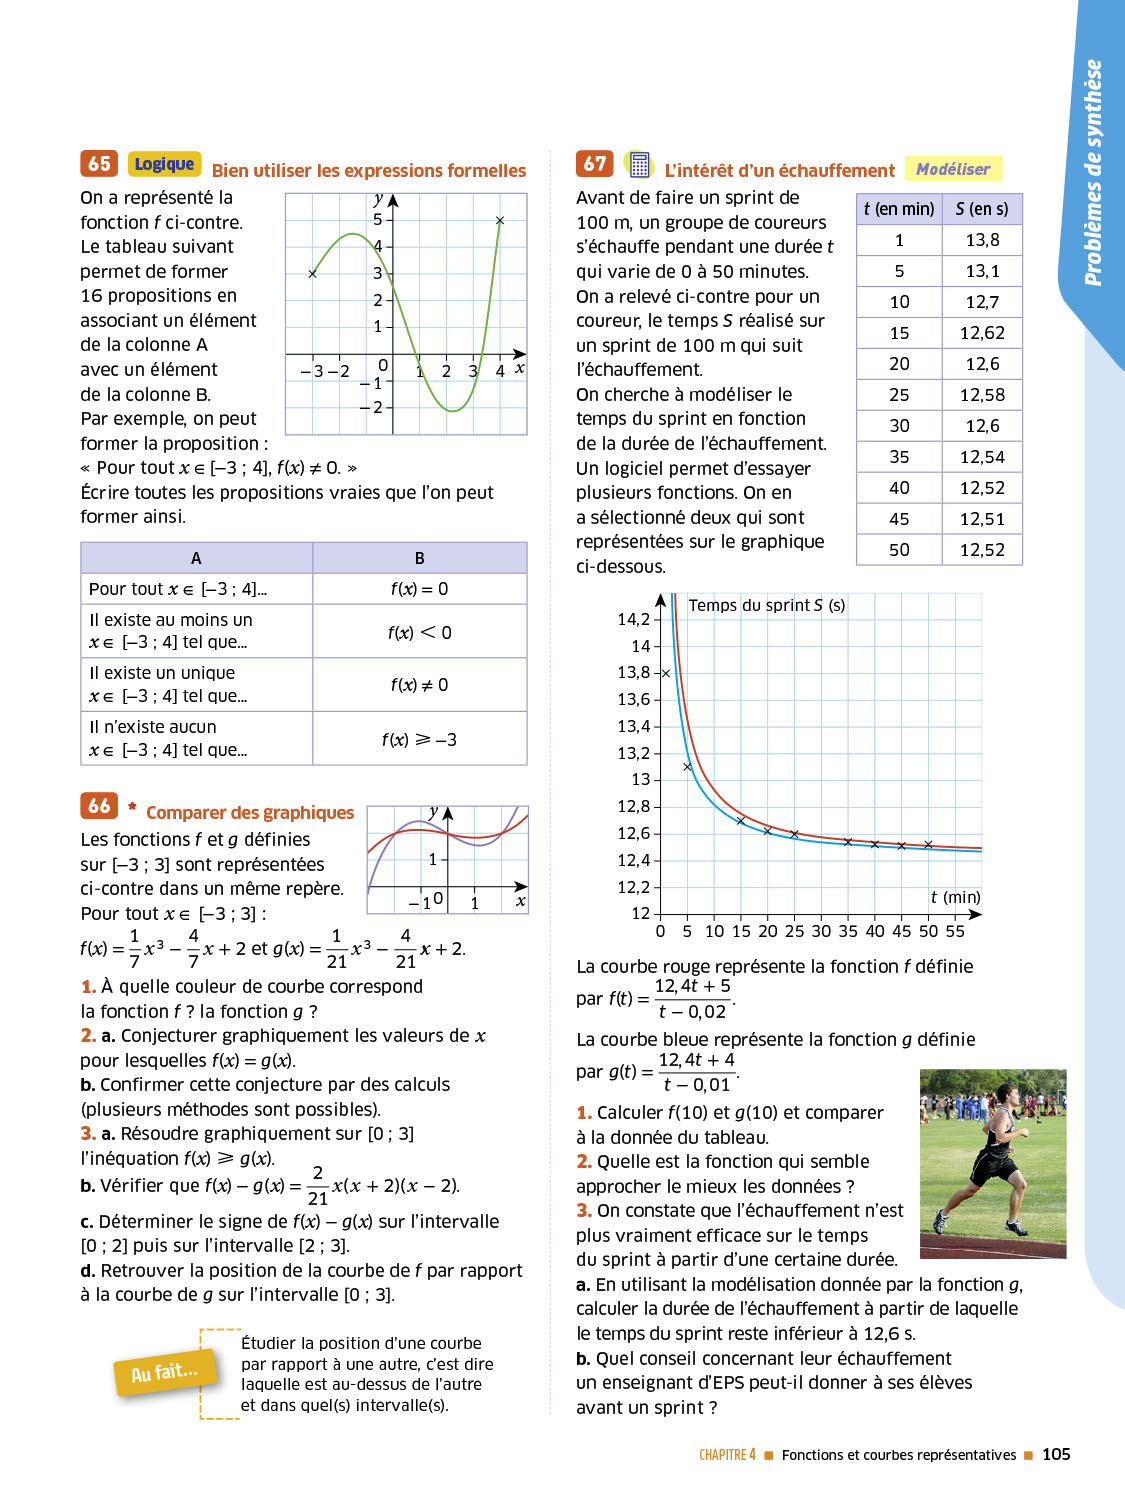 Problèmes de synthèse
65 Logique Bien utiliser les expressions formelles
On a représenté la
fonction f ci-contre.
Le tableau suivant
permet de former
16 propositions en
associant un élément
de la colonne A
avec un élément
de la colonne B.
Par exemple, on peut
former la proposition :
« Pour tout x ∈ [–3 ; 4], f(x) ≠ 0. »
Écrire toutes les propositions vraies que l'on peut
former ainsi.
y
5
4
3
2
1
0
–1
–2
–3 –2 1 2 3 4 x
A B
Pour tout x ∈ [–3 ; 4]... f(x) = 0
Il existe au moins un
x ∈ [–3 ; 4] tel que...
f(x) < 0
Il existe un unique
x ∈ [–3 ; 4] tel que...
f(x) ≠ 0
Il n'existe aucun
x ∈ [–3 ; 4] tel que...
f(x) ⩾ –3
66 * Comparer des graphiques
Les fonctions f et g définies
sur [–3 ; 3] sont représentées
ci-contre dans un même repère.
Pour tout x ∈ [–3 ; 3] :
f(x) = 1/7 x³ – 4/7 x + 2 et g(x) = 1/21 x³ – 4/21 x + 2.
y
1
–1 0 1 x
1. À quelle couleur de courbe correspond
la fonction f ? la fonction g ?
2. a. Conjecturer graphiquement les valeurs de x
pour lesquelles f(x) = g(x).
b. Confirmer cette conjecture par des calculs
(plusieurs méthodes sont possibles).
3. a. Résoudre graphiquement sur [0 ; 3]
l'inéquation f(x) ⩾ g(x).
b. Vérifier que f(x) – g(x) = 2/21 x(x + 2)(x – 2).
c. Déterminer le signe de f(x) – g(x) sur l'intervalle
[0 ; 2] puis sur l'intervalle [2 ; 3].
d. Retrouver la position de la courbe de f par rapport
à la courbe de g sur l'intervalle [0 ; 3].
Au fait...
Étudier la position d'une courbe
par rapport à une autre, c'est dire
laquelle est au-dessus de l'autre
et dans quel(s) intervalle(s).
67 L'intérêt d'un échauffement Modéliser
Avant de faire un sprint de
100 m, un groupe de coureurs
s'échauffe pendant une durée t
qui varie de 0 à 50 minutes.
On a relevé ci-contre pour un
coureur, le temps S réalisé sur
un sprint de 100 m qui suit
l'échauffement.
On cherche à modéliser le
temps du sprint en fonction
de la durée de l'échauffement.
Un logiciel permet d'essayer
plusieurs fonctions. On en
a sélectionné deux qui sont
représentées sur le graphique
ci-dessous.
t (en min) S (en s)
1 13,8
5 13,1
10 12,7
15 12,62
20 12,6
25 12,58
30 12,6
35 12,54
40 12,52
45 12,51
50 12,52
Temps du sprint S (s)
14,2
14
13,8
13,6
13,4
13,2
13
12,8
12,6
12,4
12,2
12
t (min)
0 5 10 15 20 25 30 35 40 45 50 55
La courbe rouge représente la fonction f définie
par f(t) = (12,4t + 5)/(t – 0,02).
La courbe bleue représente la fonction g définie
par g(t) = (12,4t + 4)/(t – 0,01).
1. Calculer f(10) et g(10) et comparer
à la donnée du tableau.
2. Quelle est la fonction qui semble
approcher le mieux les données ?
3. On constate que l'échauffement n'est
plus vraiment efficace sur le temps
du sprint à partir d'une certaine durée.
a. En utilisant la modélisation donnée par la fonction g,
calculer la durée de l'échauffement à partir de laquelle
le temps du sprint reste inférieur à 12,6 s.
b. Quel conseil concernant leur échauffement
un enseignant d'EPS peut-il donner à ses élèves
avant un sprint ?
CHAPITRE 4 ■ Fonctions et courbes représentatives ■ 105